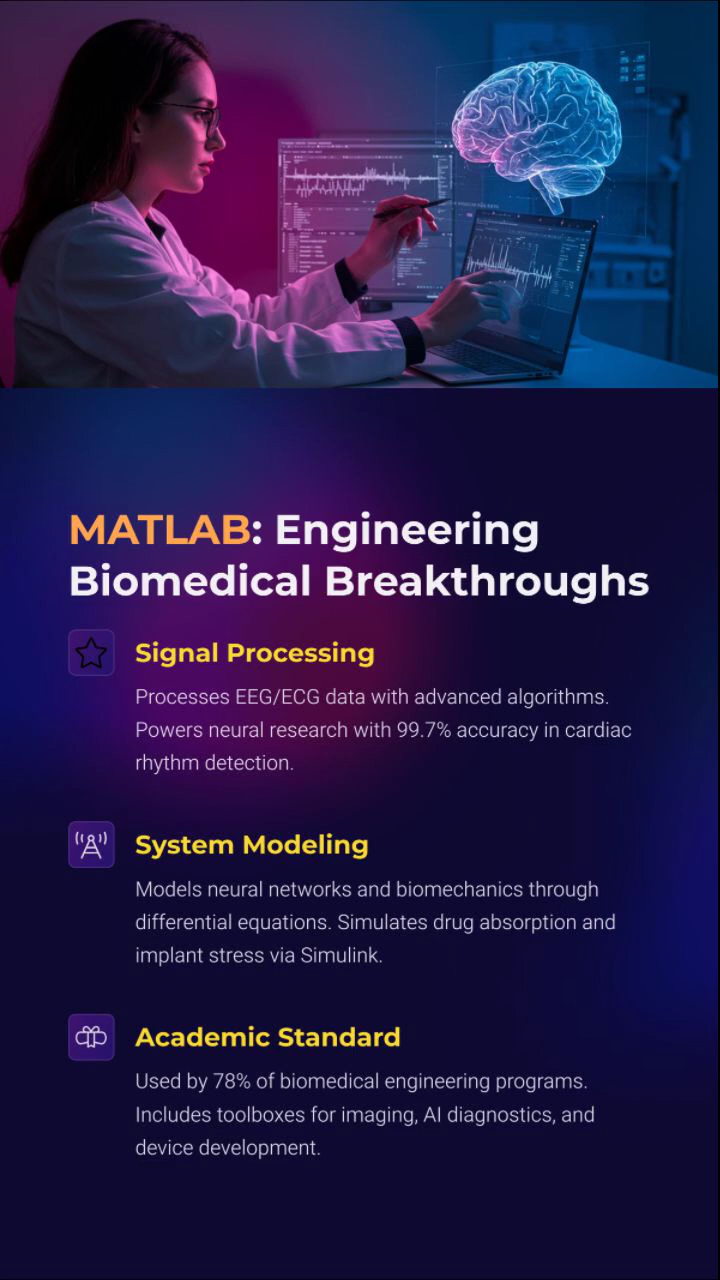 MATLAB: Engineering
Biomedical Breakthroughs
Signal Processing
Processes EEG/ECG data with advanced algorithms.
Powers neural research with 99.7% accuracy in cardiac
rhythm detection.
System Modeling
Models neural networks and biomechanics through
differential equations. Simulates drug absorption and
implant stress via Simulink.
Academic Standard
Used by 78% of biomedical engineering programs.
Includes toolboxes for imaging, AI diagnostics, and
device development.